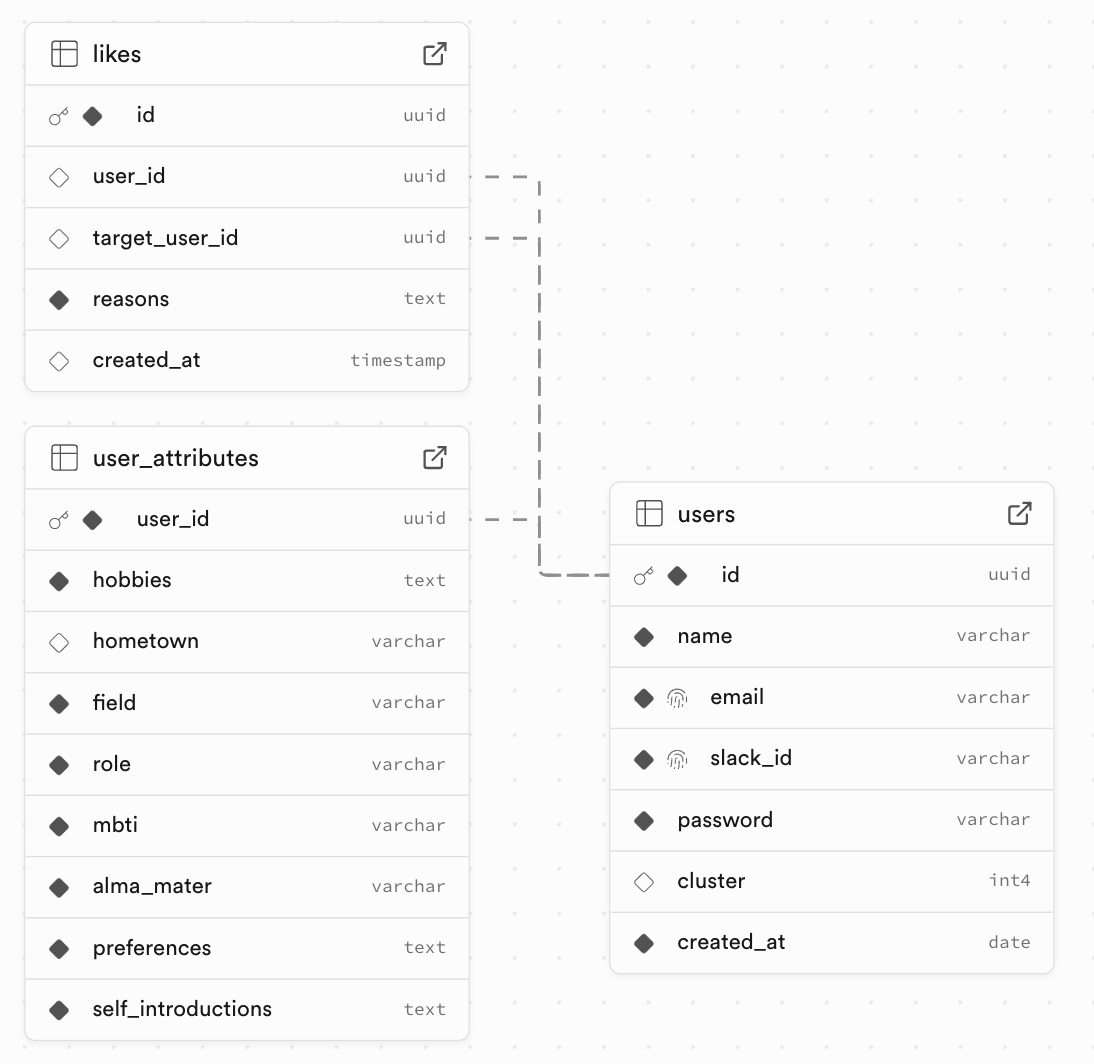 likes
id uuid
user_id uuid
target_user_id uuid
reasons text
created_at timestamp
user_attributes
user_id uuid
hobbies text
hometown varchar
field varchar
role varchar
mbti varchar
alma_mater varchar
preferences text
self_introductions text
users
id uuid
name varchar
email varchar
slack_id varchar
password varchar
cluster int4
created_at date